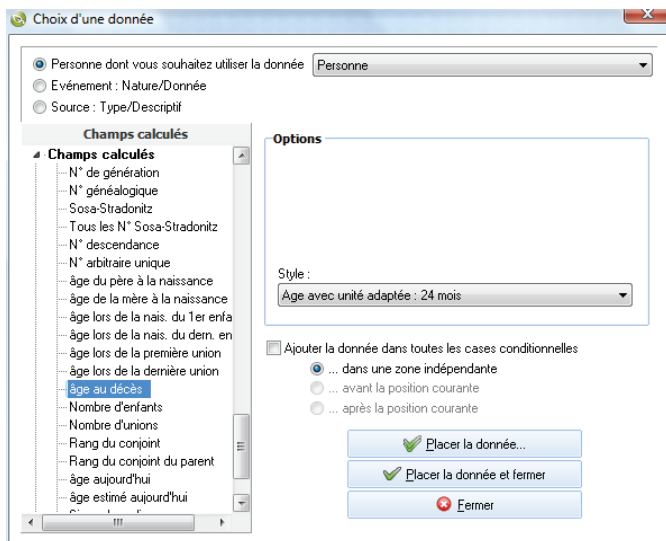 Choix d'une donnée
Personne dont vous souhaitez utiliser la donnée Personne
Evénement : Nature/Donnée
Source : Type/Descriptif
Champs calculés
Champs calculés
N° de génération
N° généalogique
Sosa-Stradonitz
Tous les N° Sosa-Stradonitz
N° descendance
N° arbitraire unique
âge du père à la naissance
âge de la mère à la naissance
âge lors de la nais. du 1er enfa
âge lors de la nais. du dern. en
âge lors de la première union
âge lors de la dernière union
âge au décès
Nombre d'enfants
Nombre d'unions
Rang du conjoint
Rang du conjoint du parent
âge aujourd'hui
âge estimé aujourd'hui
Options
Style :
Age avec unité adaptée : 24 mois
Ajouter la donnée dans toutes les cases conditionnelles
... dans une zone indépendante
... avant la position courante
... après la position courante
Placer la donnée...
Placer la donnée et fermer
Fermer